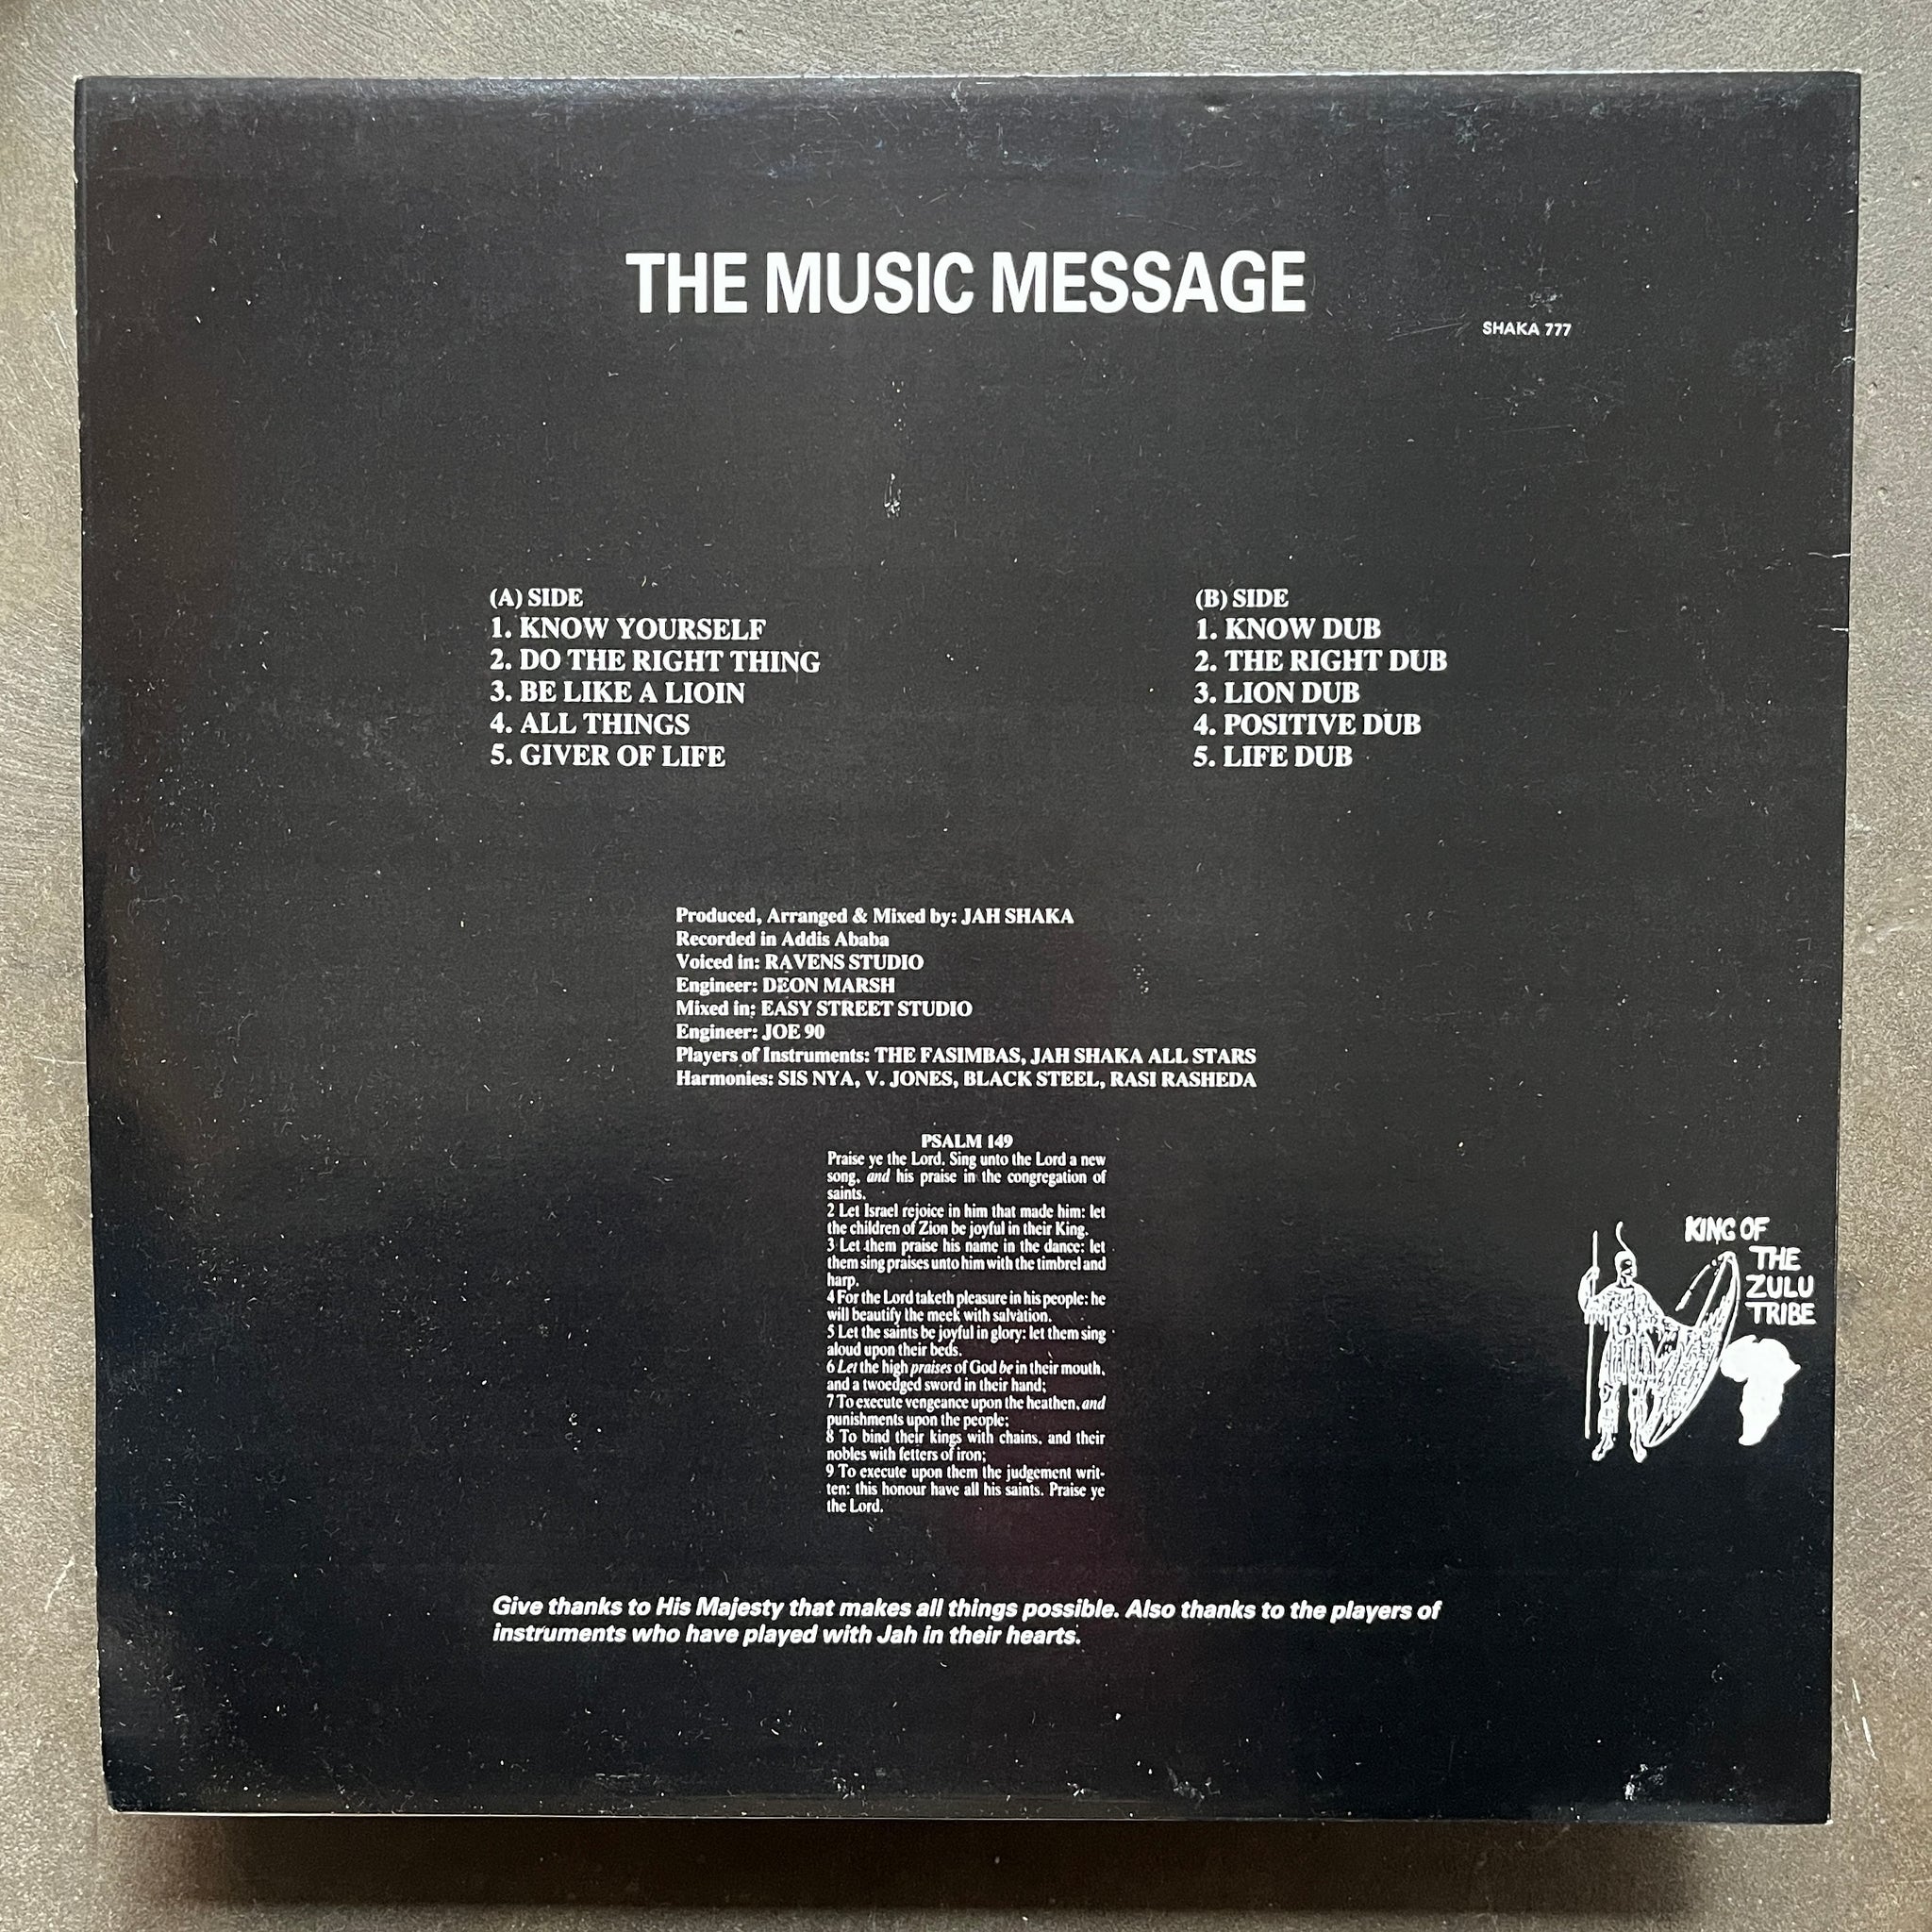 THE MUSIC MESSAGE
SHAKA 777
(A) SIDE
1. KNOW YOURSELF
2. DO THE RIGHT THING
3. BE LIKE A LIOIN
4. ALL THINGS
5. GIVER OF LIFE
(B) SIDE
1. KNOW DUB
2. THE RIGHT DUB
3. LION DUB
4. POSITIVE DUB
5. LIFE DUB
Produced, Arranged & Mixed by: JAH SHAKA
Recorded in Addis Ababa
Voiced in: RAVENS STUDIO
Engineer: DEON MARSH
Mixed in: EASY STREET STUDIO
Engineer: JOE 90
Players of Instruments: THE FASIMBAS, JAH SHAKA ALL STARS
Harmonies: SIS NYA, V. JONES, BLACK STEEL, RASI RASHEDA
PSALM 149
Praise ye the Lord. Sing unto the Lord a new
song, and his praise in the congregation of
saints.
2 Let Israel rejoice in him that made him: let
the children of Zion be joyful in their King.
3 Let them praise his name in the dance: let
them sing praises unto him with the timbrel and
harp.
4 For the Lord taketh pleasure in his people: he
will beautify the meek with salvation.
5 Let the saints be joyful in glory: let them sing
aloud upon their beds.
6 Let the high praises of God be in their mouth,
and a twoedged sword in their hand;
7 To execute vengeance upon the heathen, and
punishments upon the people;
8 To bind their kings with chains, and their
nobles with fetters of iron;
9 To execute upon them the judgement writ-
ten: this honour have all his saints. Praise ye
the Lord.
KING OF
THE
ZULU
TRIBE
Give thanks to His Majesty that makes all things possible. Also thanks to the players of
instruments who have played with Jah in their hearts.